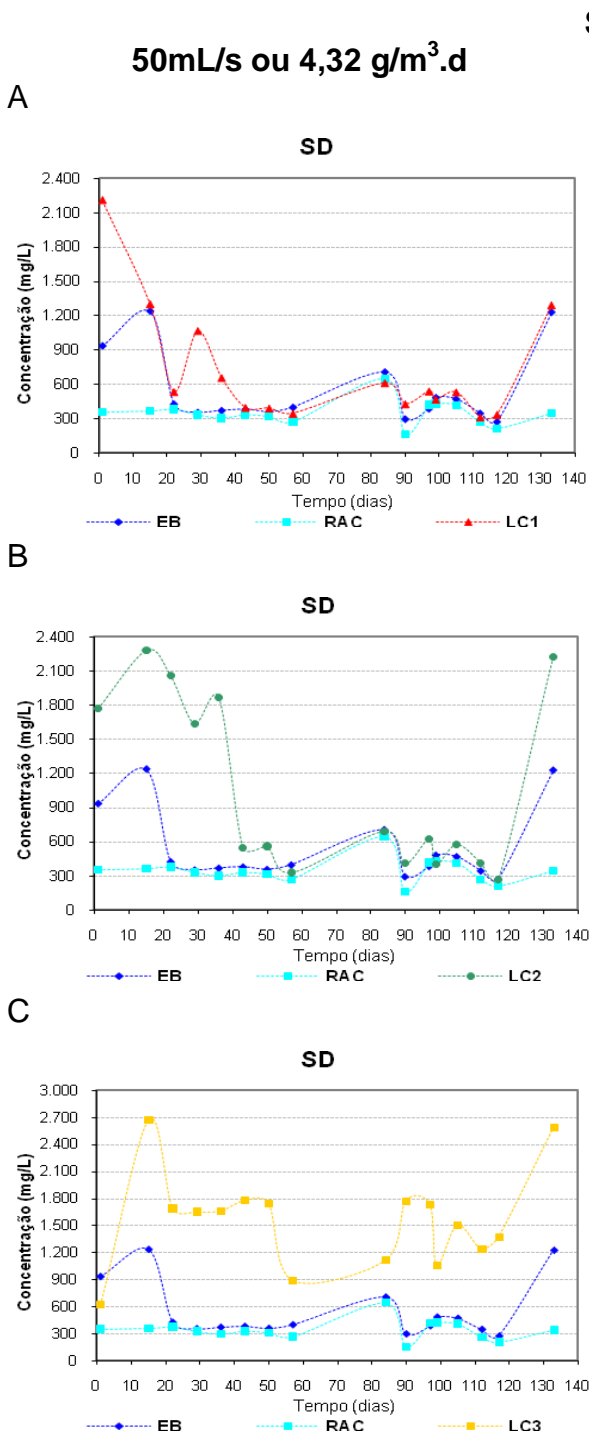 S
50mL/s ou 4,32 g/m³.d
A
SD
Concentração (mg/L)
2.400
2.100
1.800
1.500
1.200
900
600
300
0
0 10 20 30 40 50 60 70 80 90 100 110 120 130 140
Tempo (dias)
EB RAC LC1
B
SD
Concentração (mg/L)
2.400
2.100
1.800
1.500
1.200
900
600
300
0
0 10 20 30 40 50 60 70 80 90 100 110 120 130 140
Tempo (dias)
EB RAC LC2
C
SD
Concentração (mg/L)
3.000
2.700
2.400
2.100
1.800
1.500
1.200
900
600
300
0
0 10 20 30 40 50 60 70 80 90 100 110 120 130 140
Tempo (dias)
EB RAC LC3